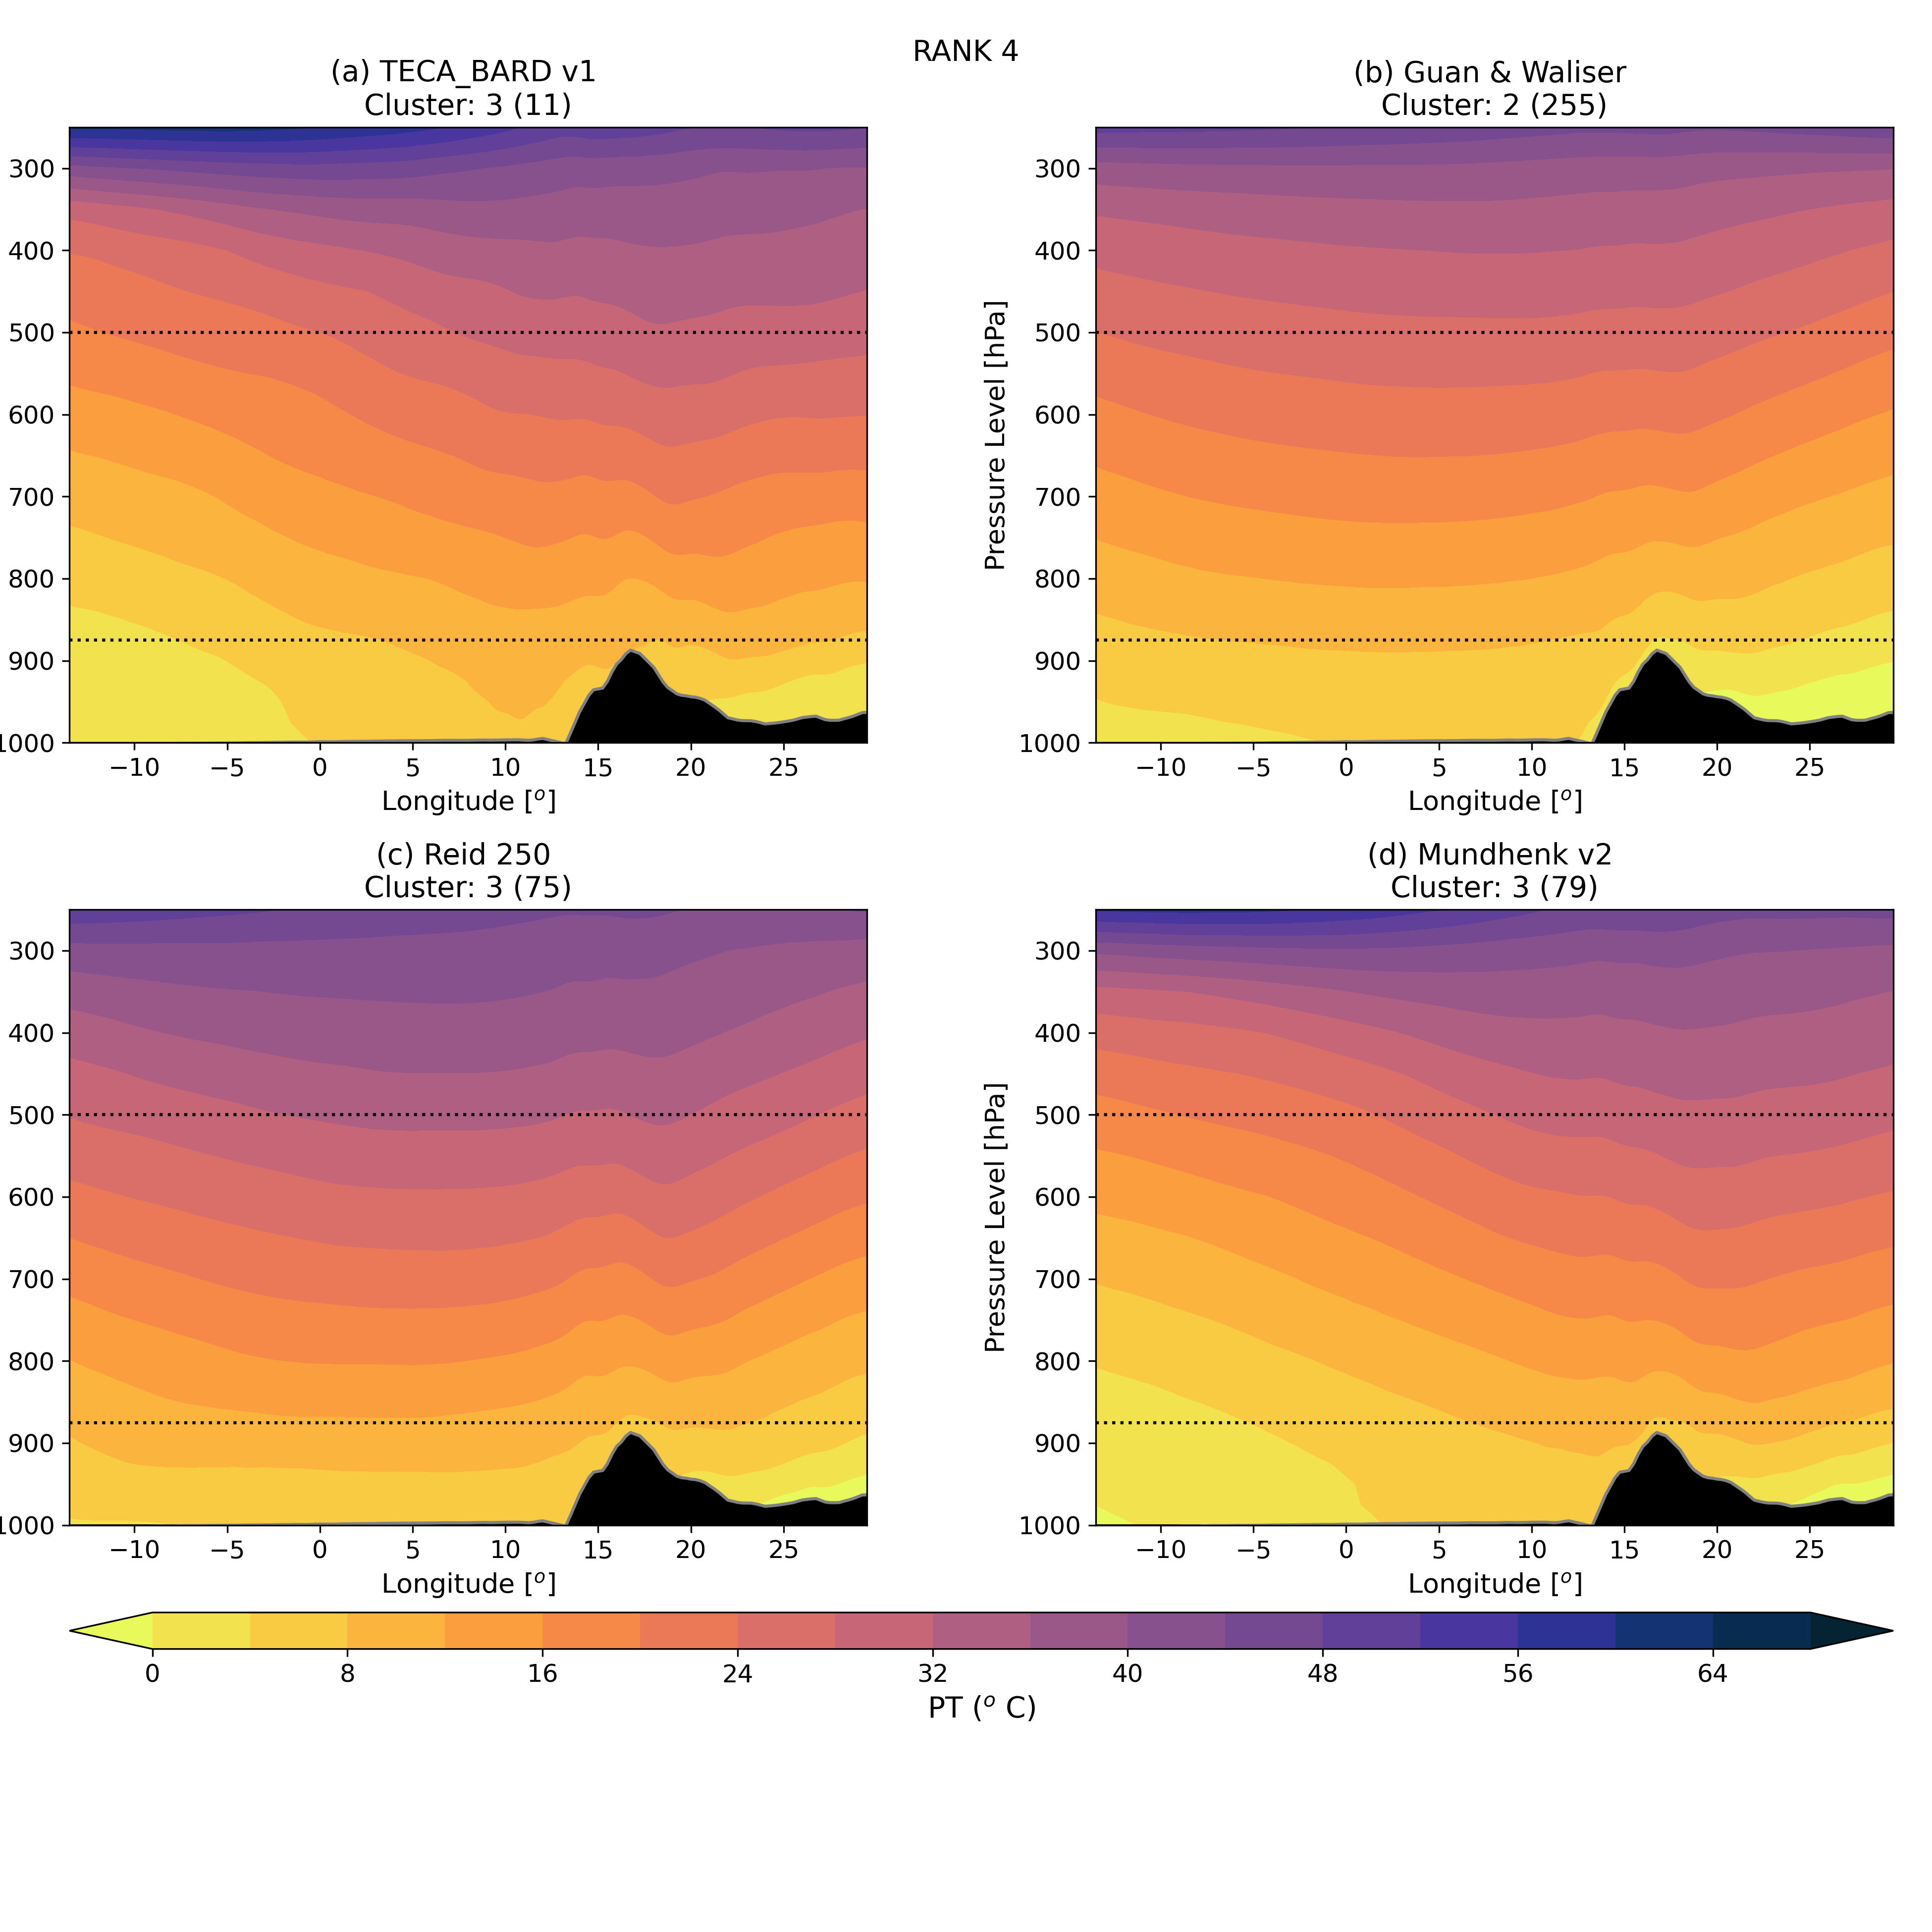 RANK 4
(a) TECA_BARD v1
Cluster: 3 (11)
300
400
500
600
700
800
900
1000
−10 −5 0 5 10 15 20 25
Longitude [o]
(b) Guan & Waliser
Cluster: 2 (255)
Pressure Level [hPa]
300
400
500
600
700
800
900
1000
−10 −5 0 5 10 15 20 25
Longitude [o]
(c) Reid 250
Cluster: 3 (75)
300
400
500
600
700
800
900
1000
−10 −5 0 5 10 15 20 25
Longitude [o]
(d) Mundhenk v2
Cluster: 3 (79)
Pressure Level [hPa]
300
400
500
600
700
800
900
1000
−10 −5 0 5 10 15 20 25
Longitude [o]
0 8 16 24 32 40 48 56 64
PT (o C)